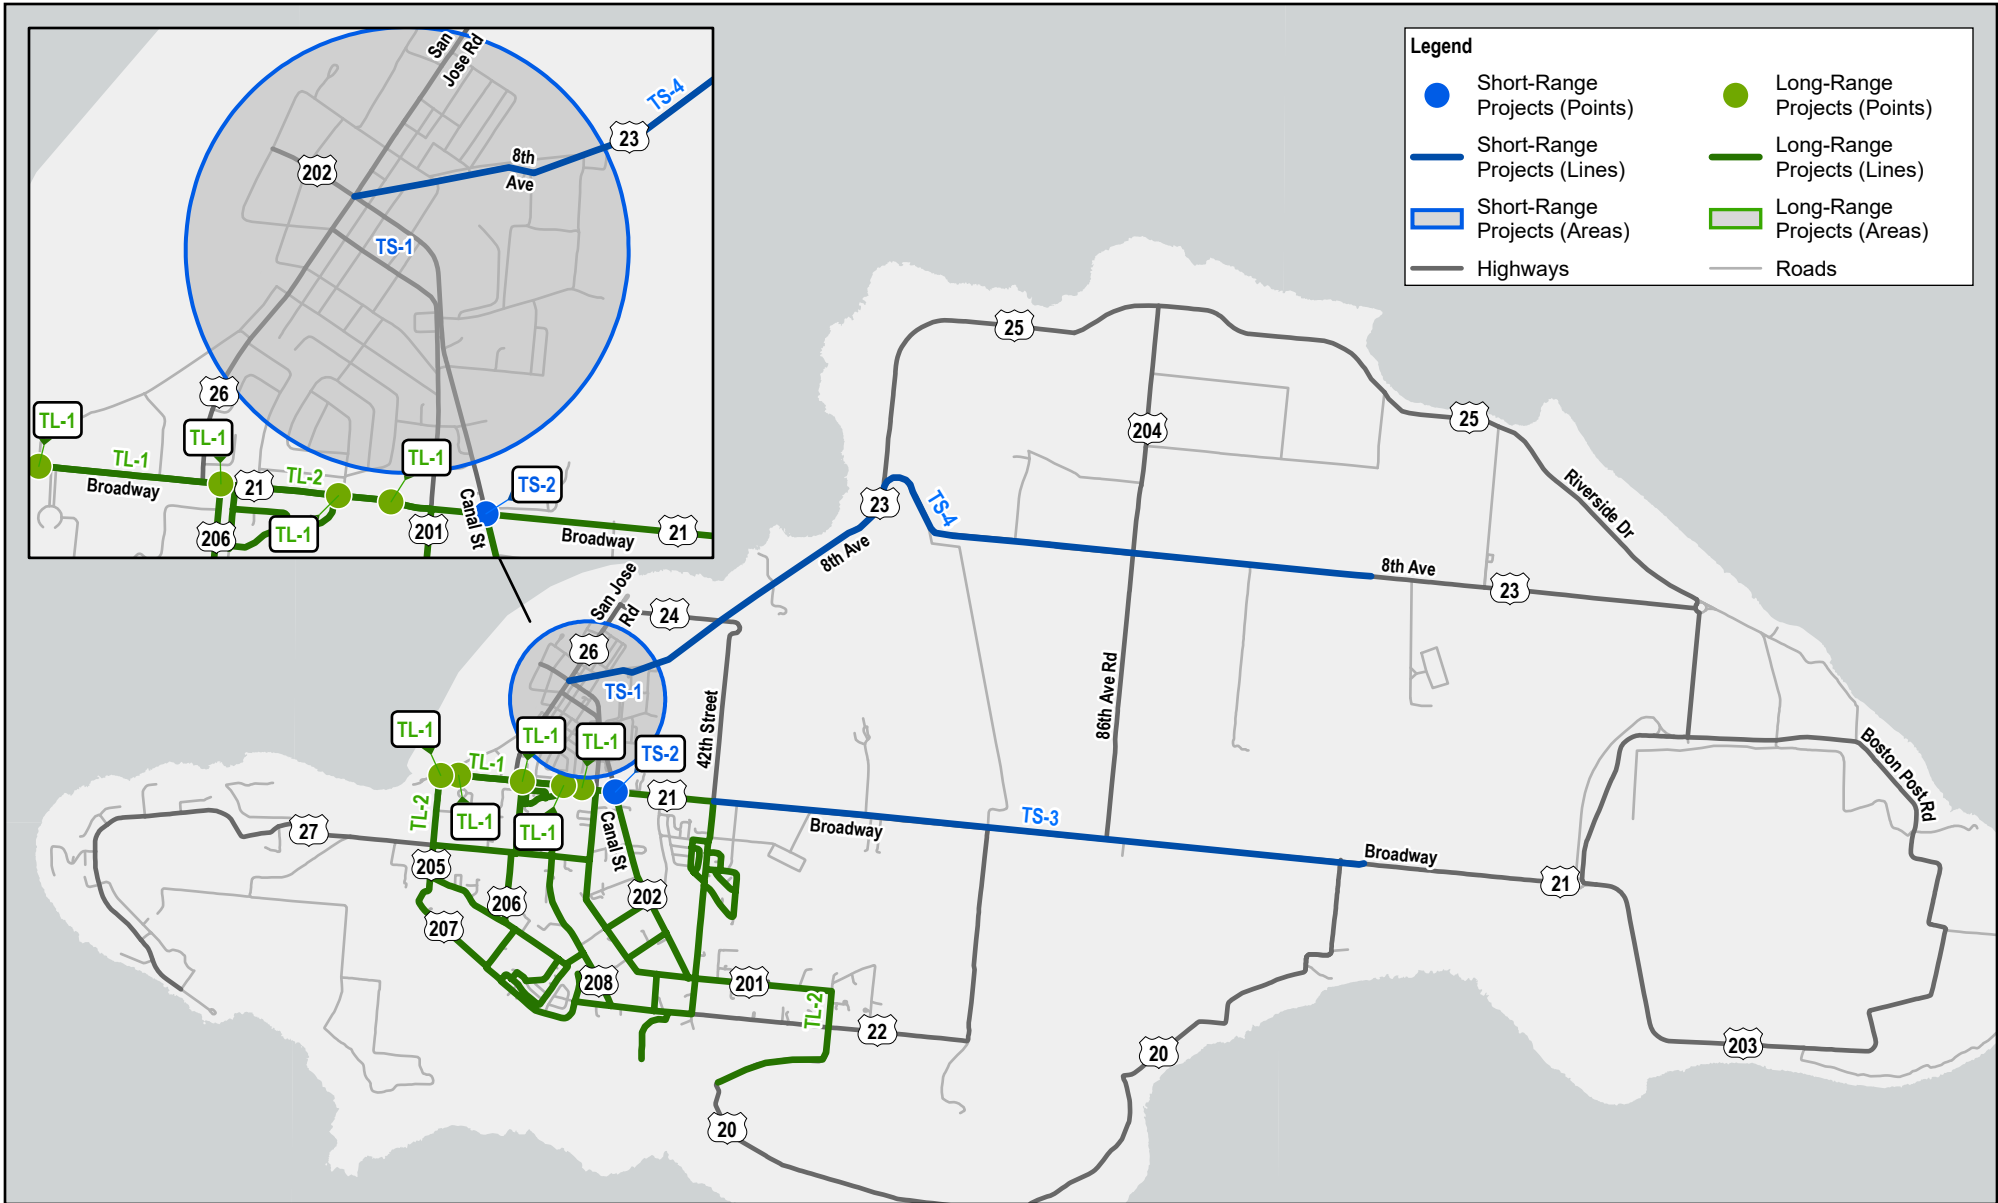 San
Jose Rd
TS-4
23
8th
Ave
202
TS-1
26
TL-1
TL-1
TL-1
TL-1
Broadway
21
TL-2
TL-1
206
201
Canal St
TS-2
Broadway
21
Legend
Short-Range
Projects (Points)
Long-Range
Projects (Points)
Short-Range
Projects (Lines)
Long-Range
Projects (Lines)
Short-Range
Projects (Areas)
Long-Range
Projects (Areas)
Highways
Roads
25
25
204
Riverside Dr
23
TS-4
8th Ave
8th Ave
23
San Jose
Rd
24
26
TS-1
42th Street
86th Ave Rd
TL-1
TL-1
TL-1
TS-2
TL-1
TL-2
TL-1
TL-1
21
Broadway
TS-3
Broadway
21
Boston Post Rd
27
Canal St
205
206
202
207
208
201
TL-2
22
20
20
203